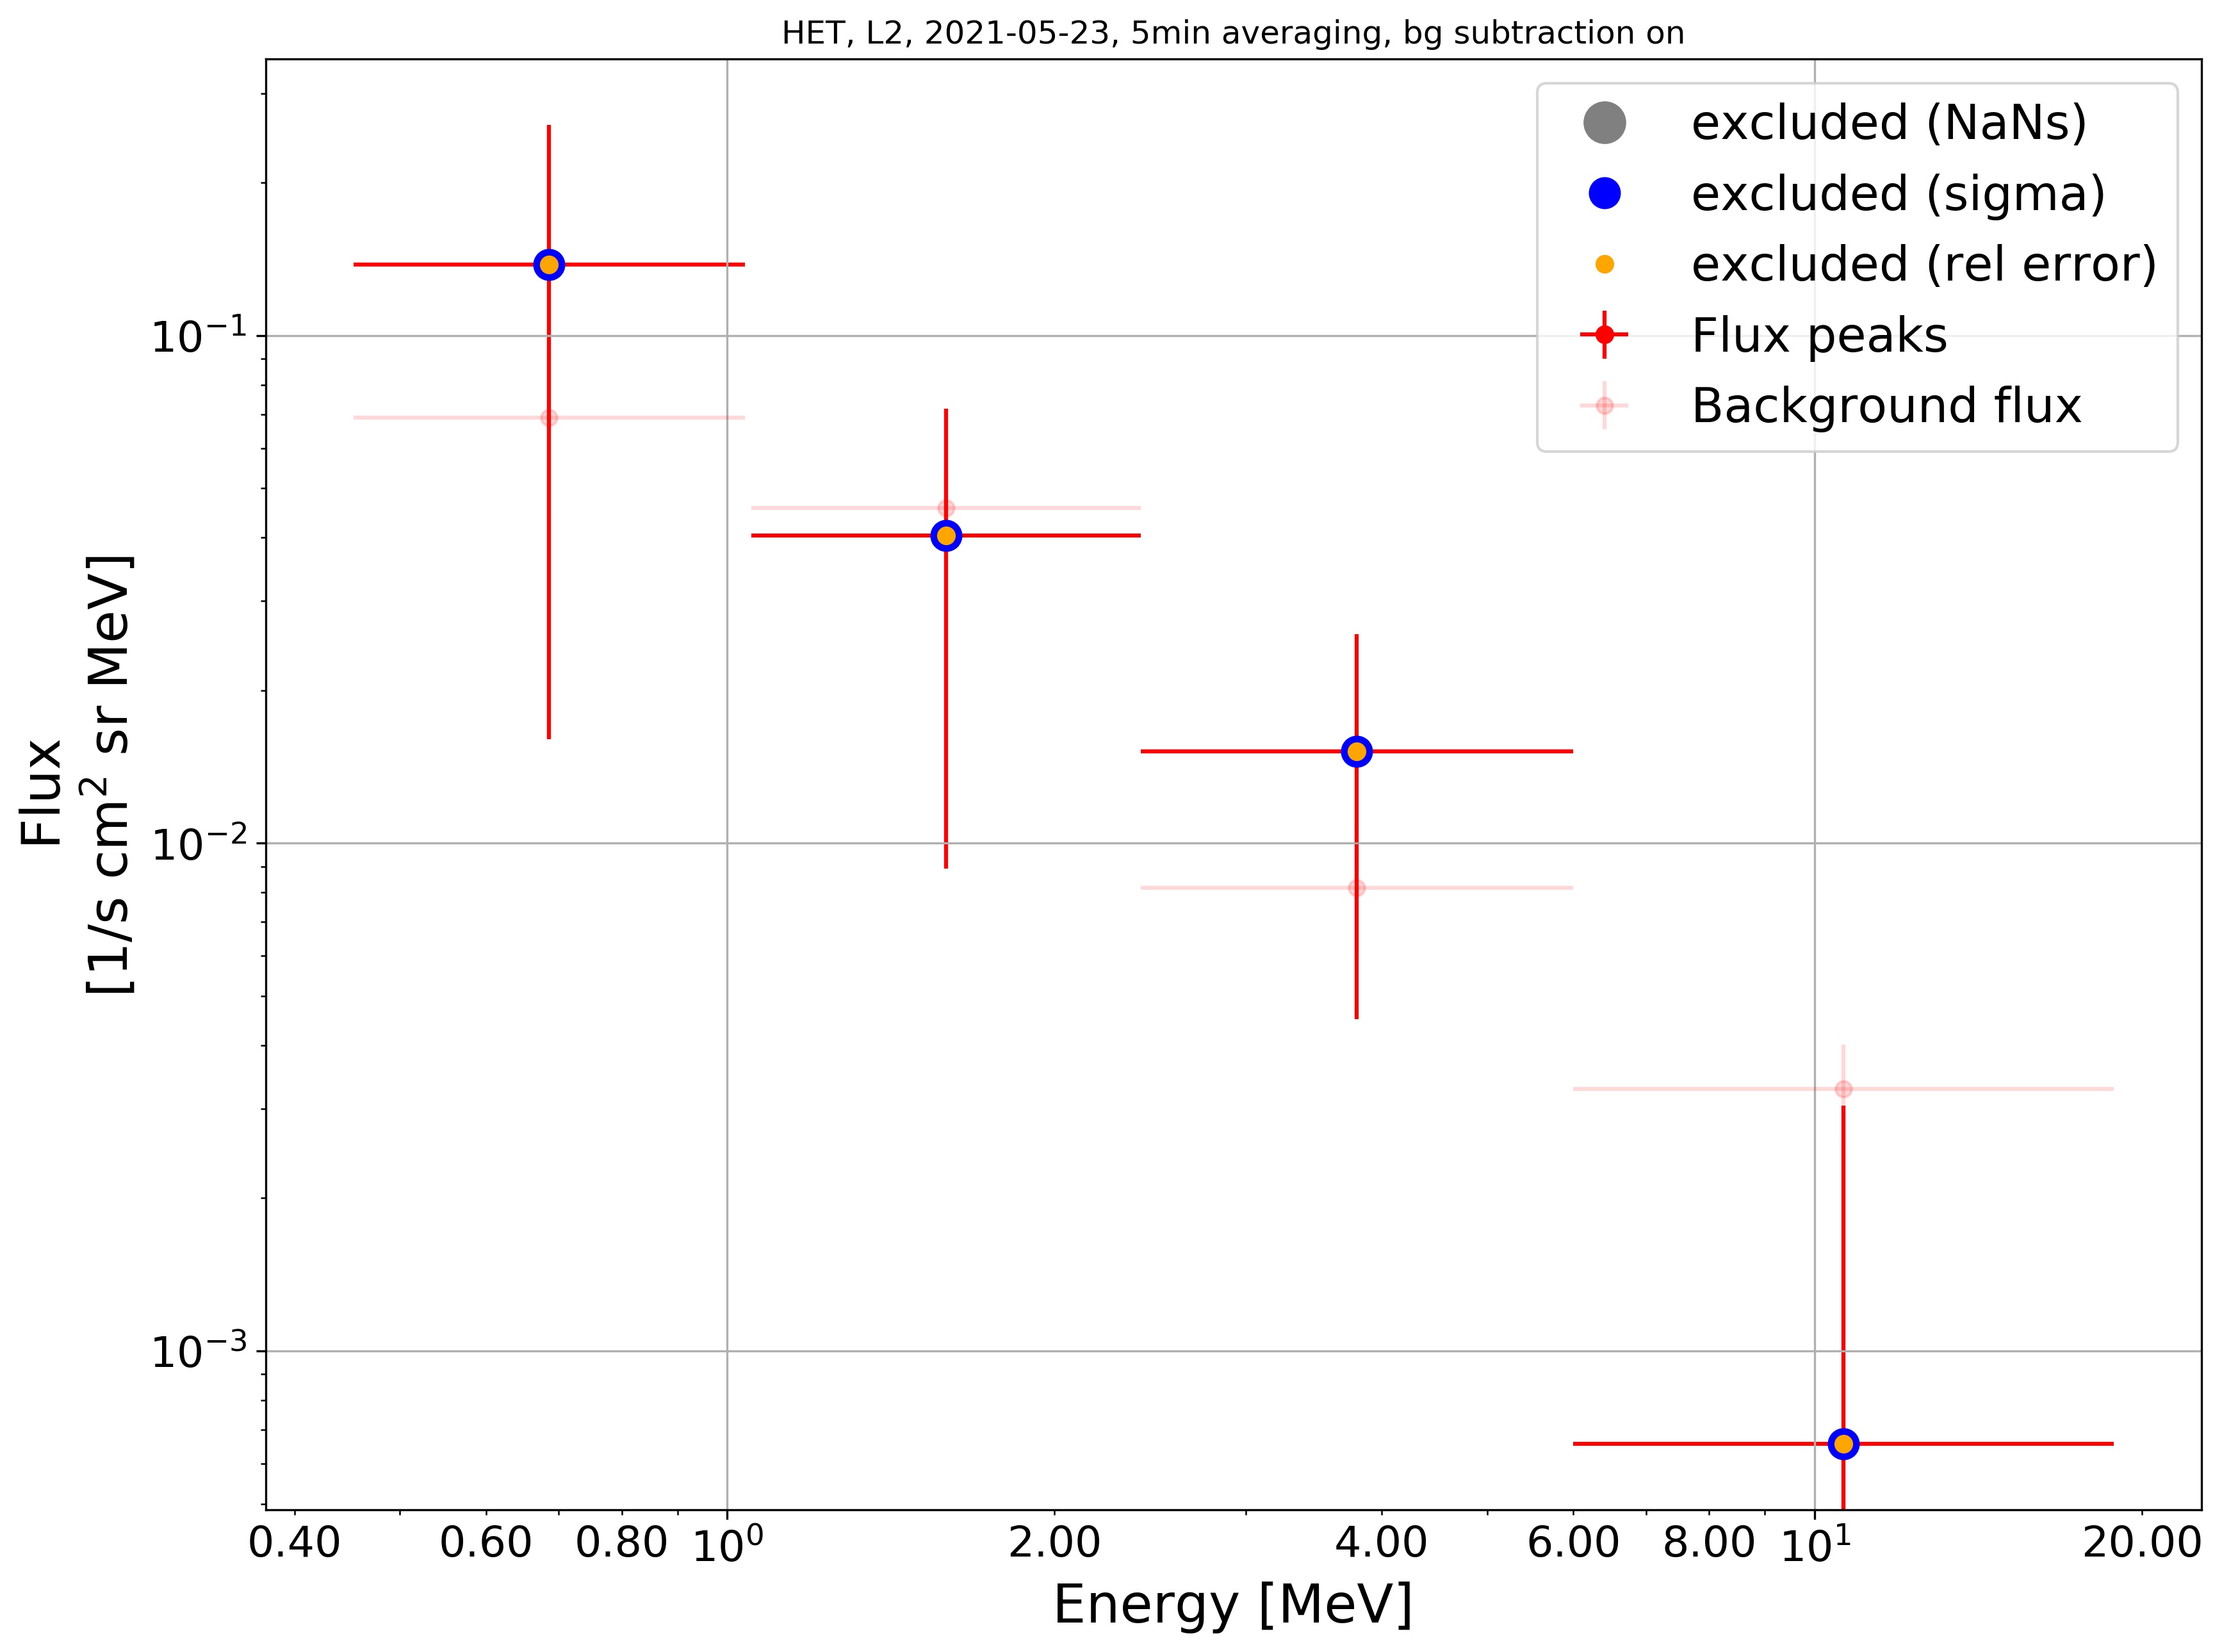 HET, L2, 2021-05-23, 5min averaging, bg subtraction on
excluded (NaNs)
excluded (sigma)
excluded (rel error)
Flux peaks
Background flux
10⁻¹
10⁻²
10⁻³
Flux
[1/s cm² sr MeV]
0.40 0.60 0.80 10⁰ 2.00 4.00 6.00 8.00 10¹ 20.00
Energy [MeV]